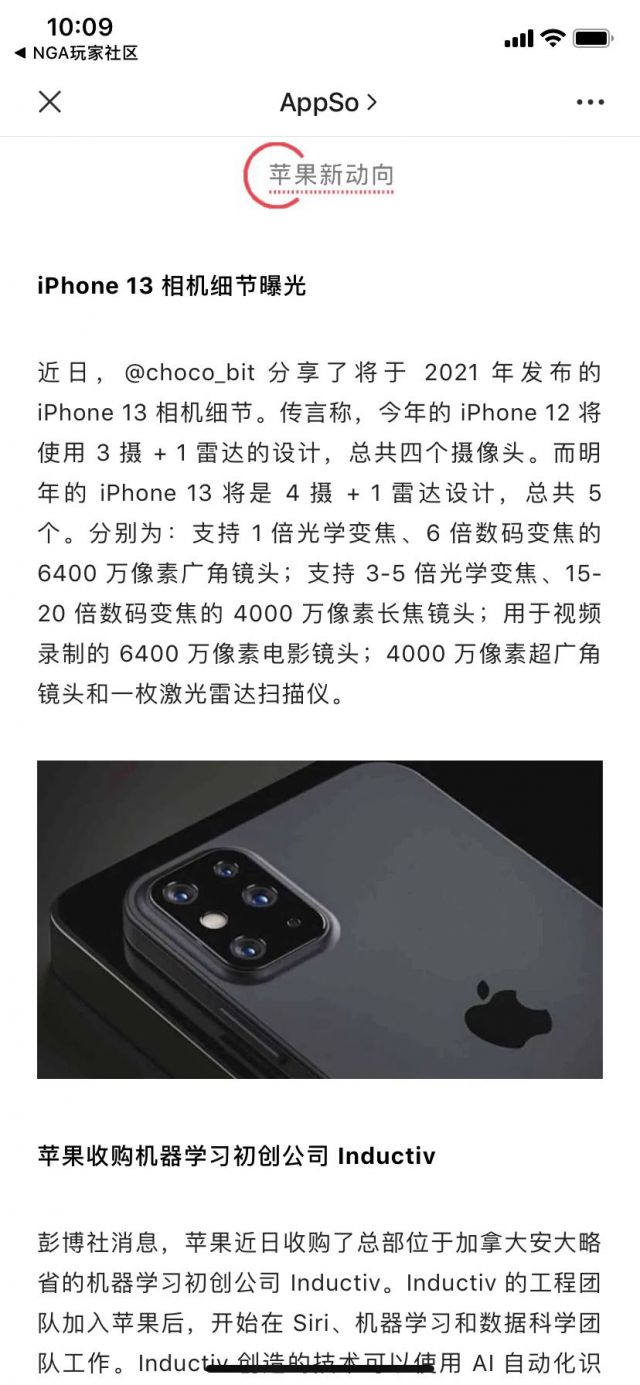 10:09
◀ NGA玩家社区
AppSo >
苹果新动向
iPhone 13 相机细节曝光
近日，@choco_bit 分享了将于 2021 年发布的
iPhone 13 相机细节。传言称，今年的 iPhone 12 将
使用 3 摄 + 1 雷达的设计，总共四个摄像头。而明
年的 iPhone 13 将是 4 摄 + 1 雷达设计，总共 5
个。分别为：支持 1 倍光学变焦、6 倍数码变焦的
6400 万像素广角镜头；支持 3-5 倍光学变焦、15-
20 倍数码变焦的 4000 万像素长焦镜头；用于视频
录制的 6400 万像素电影镜头；4000 万像素超广角
镜头和一枚激光雷达扫描仪。
苹果收购机器学习初创公司 Inductiv
彭博社消息，苹果近日收购了总部位于加拿大安大略
省的机器学习初创公司 Inductiv。Inductiv 的工程团
队加入苹果后，开始在 Siri、机器学习和数据科学团
队工作。Inductiv 创造的技术可以使用 AI 自动化识